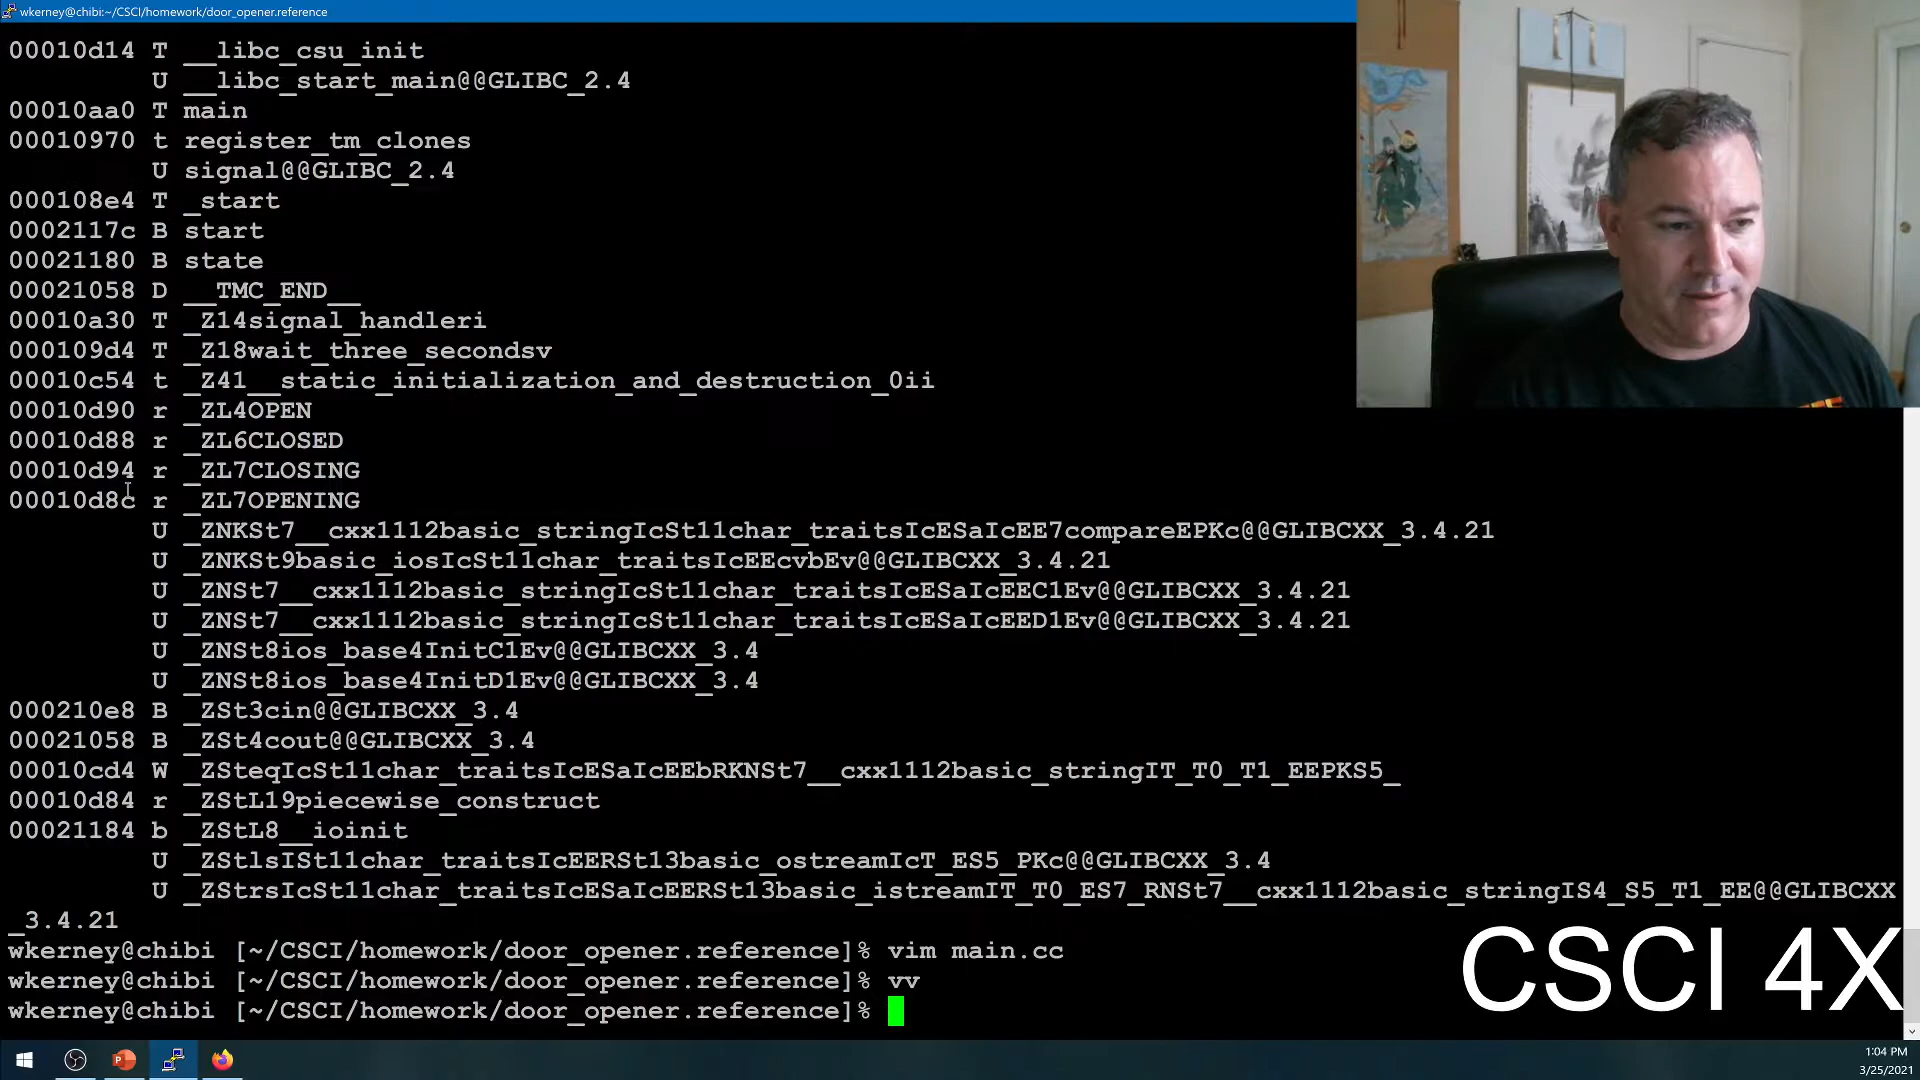 wkerney@chibi:~/CSCI/homework/door_opener.reference
00010d14 T __libc_csu_init
U __libc_start_main@@GLIBC_2.4
00010aa0 T main
00010970 t register_tm_clones
U signal@@GLIBC_2.4
000108e4 T _start
0002117c B start
00021180 B state
00021058 D __TMC_END__
00010a30 T _Z14signal_handleri
000109d4 T _Z18wait_three_secondsv
00010c54 t _Z41__static_initialization_and_destruction_0ii
00010d90 r _ZL4OPEN
00010d88 r _ZL6CLOSED
00010d94 r _ZL7CLOSING
00010d8c r _ZL7OPENING
U _ZNKSt7__cxx1112basic_stringIcSt11char_traitsIcESaIcEE7compareEPKc@@GLIBCXX_3.4.21
U _ZNKSt9basic_iosIcSt11char_traitsIcEEcvbEv@@GLIBCXX_3.4.21
U _ZNSt7__cxx1112basic_stringIcSt11char_traitsIcESaIcEEC1Ev@@GLIBCXX_3.4.21
U _ZNSt7__cxx1112basic_stringIcSt11char_traitsIcESaIcEED1Ev@@GLIBCXX_3.4.21
U _ZNSt8ios_base4InitC1Ev@@GLIBCXX_3.4
U _ZNSt8ios_base4InitD1Ev@@GLIBCXX_3.4
000210e8 B _ZSt3cin@@GLIBCXX_3.4
00021058 B _ZSt4cout@@GLIBCXX_3.4
00010cd4 W _ZSteqIcSt11char_traitsIcESaIcEEbRKNSt7__cxx1112basic_stringIT_T0_T1_EEPKS5_
00010d84 r _ZStL19piecewise_construct
00021184 b _ZStL8__ioinit
U _ZStlsISt11char_traitsIcEERSt13basic_ostreamIcT_ES5_PKc@@GLIBCXX_3.4
U _ZStrsIcSt11char_traitsIcESaIcEERSt13basic_istreamIT_T0_ES7_RNSt7__cxx1112basic_stringIS4_S5_T1_EE@@GLIBCXX
_3.4.21
wkerney@chibi [~/CSCI/homework/door_opener.reference]% vim main.cc
wkerney@chibi [~/CSCI/homework/door_opener.reference]% vv
wkerney@chibi [~/CSCI/homework/door_opener.reference]%
CSCI 4X
1:04 PM
3/25/2021